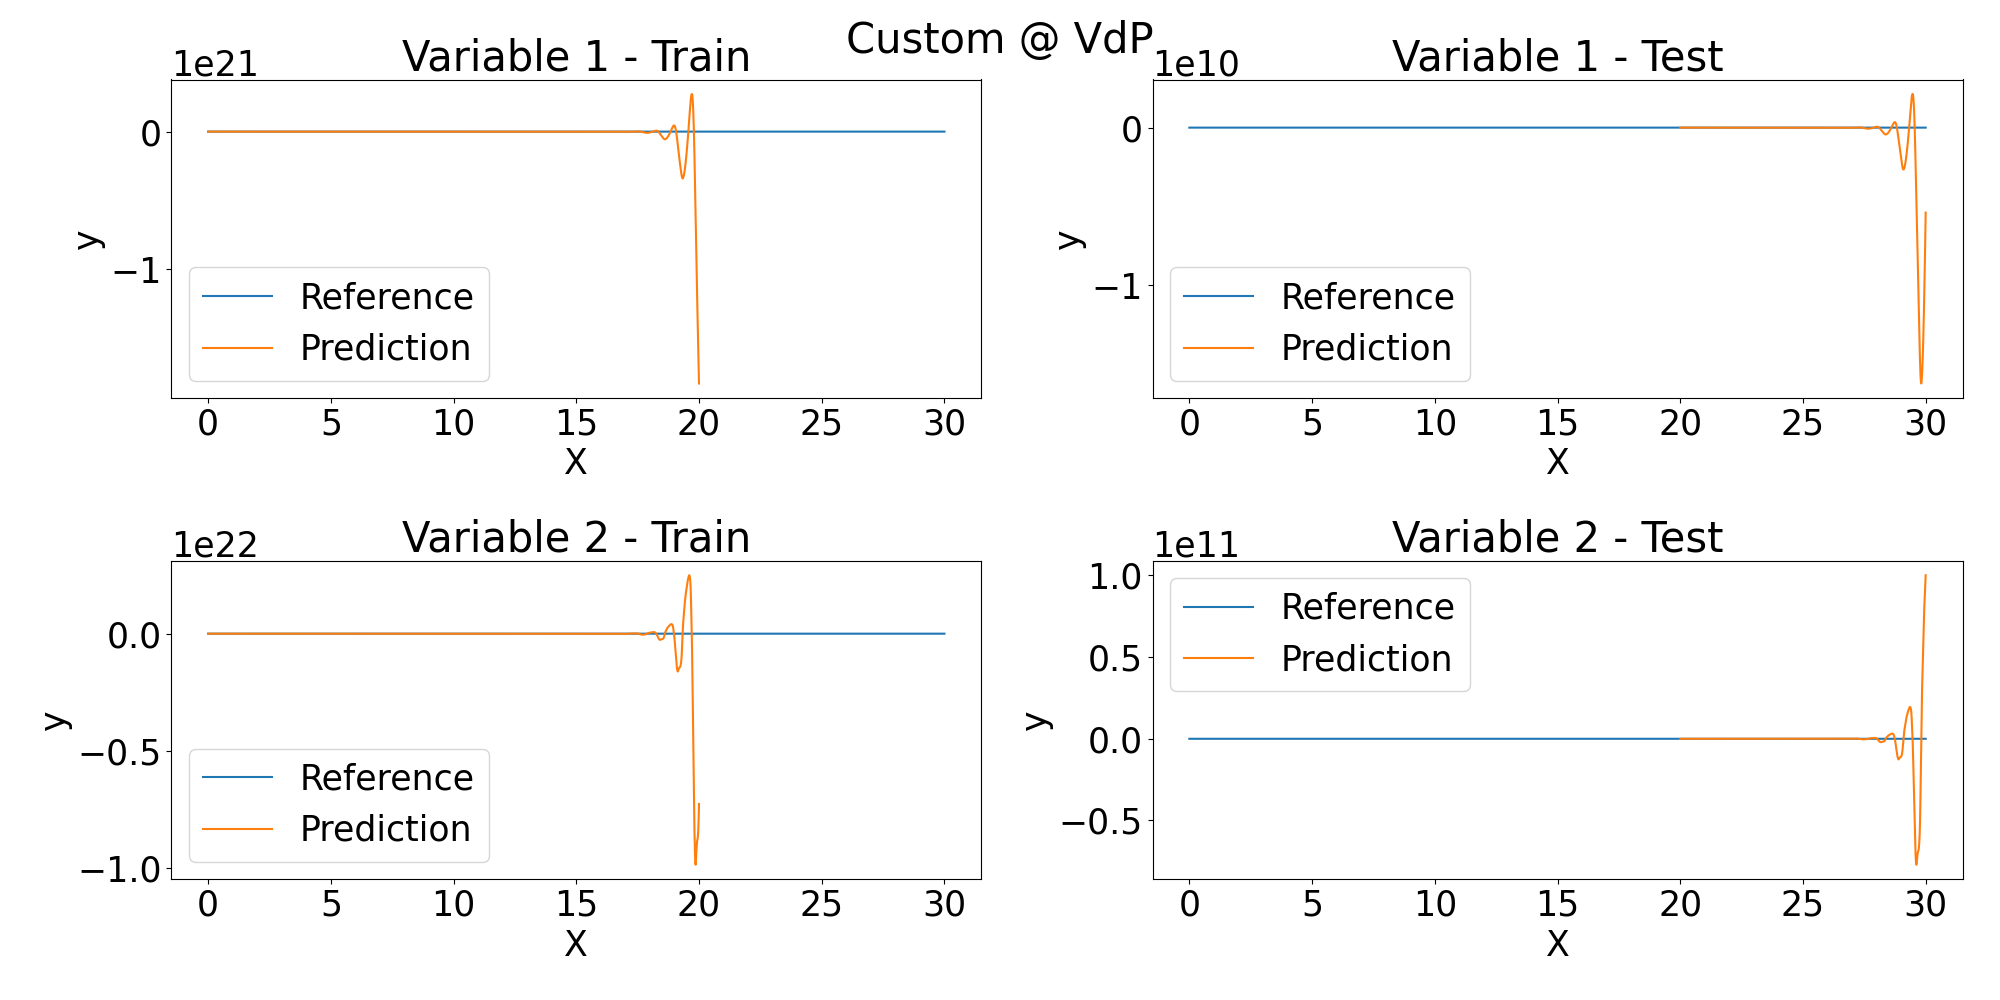 Custom @ VdP
Variable 1 - Train
1e21
0
−1
y
Reference
Prediction
0 5 10 15 20 25 30
X
Variable 1 - Test
1e10
0
−1
y
Reference
Prediction
0 5 10 15 20 25 30
X
Variable 2 - Train
1e22
0.0
−0.5
−1.0
y
Reference
Prediction
0 5 10 15 20 25 30
X
Variable 2 - Test
1e11
1.0
0.5
0.0
−0.5
y
Reference
Prediction
0 5 10 15 20 25 30
X